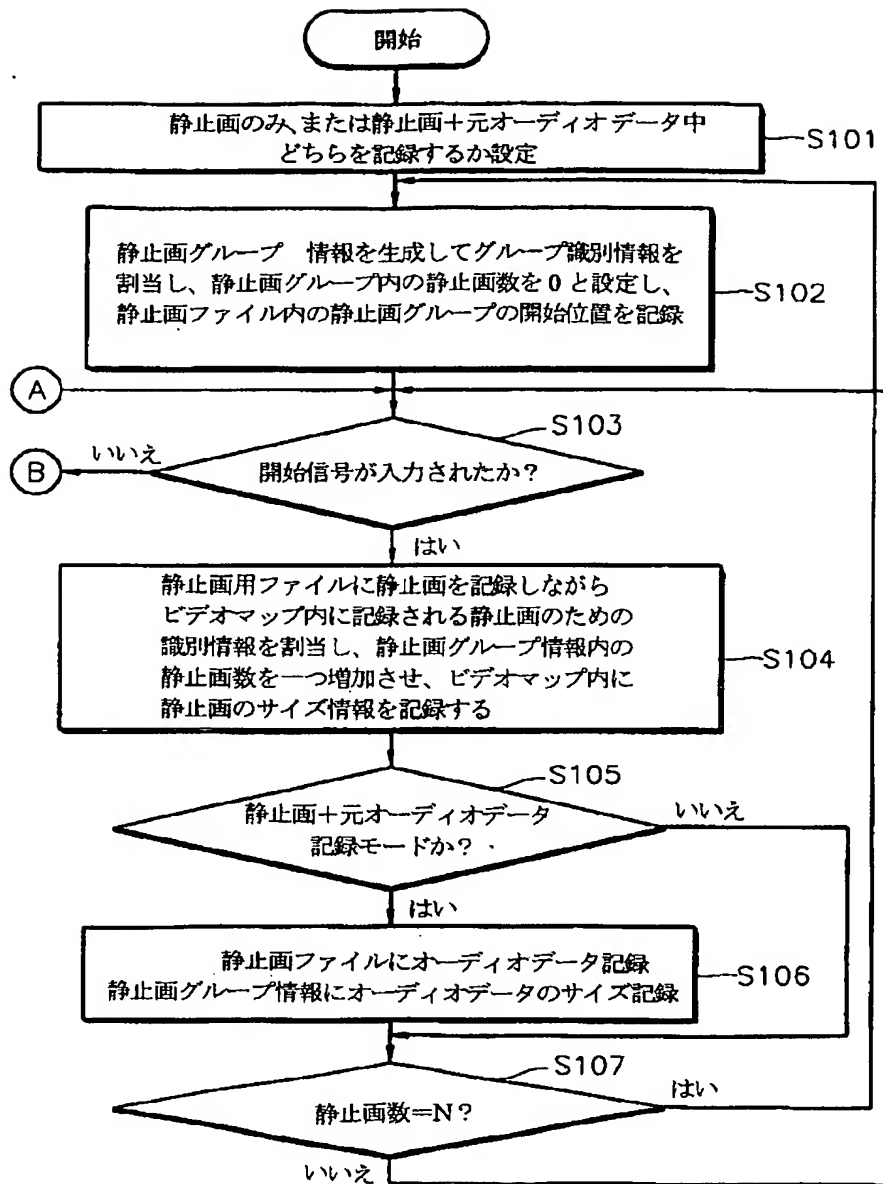 開始
静止画のみ、または静止画+元オーディオデータ中
どちらを記録するか設定
S101
静止画グループ 情報を生成してグループ識別情報を
割当し、静止画グループ内の静止画数を0と設定し、
静止画ファイル内の静止画グループの開始位置を記録
S102
A
S103
B
いいえ
開始信号が入力されたか?
はい
静止画用ファイルに静止画を記録しながら
ビデオマップ内に記録される静止画のための
識別情報を割当し、静止画グループ情報内の
静止画数を一つ増加させ、ビデオマップ内に
静止画のサイズ情報を記録する
S104
S105
静止画+元オーディオデータ
記録モードか?
いいえ
はい
静止画ファイルにオーディオデータ記録
静止画グループ情報にオーディオデータのサイズ記録
S106
S107
静止画数=N?
はい
いいえ